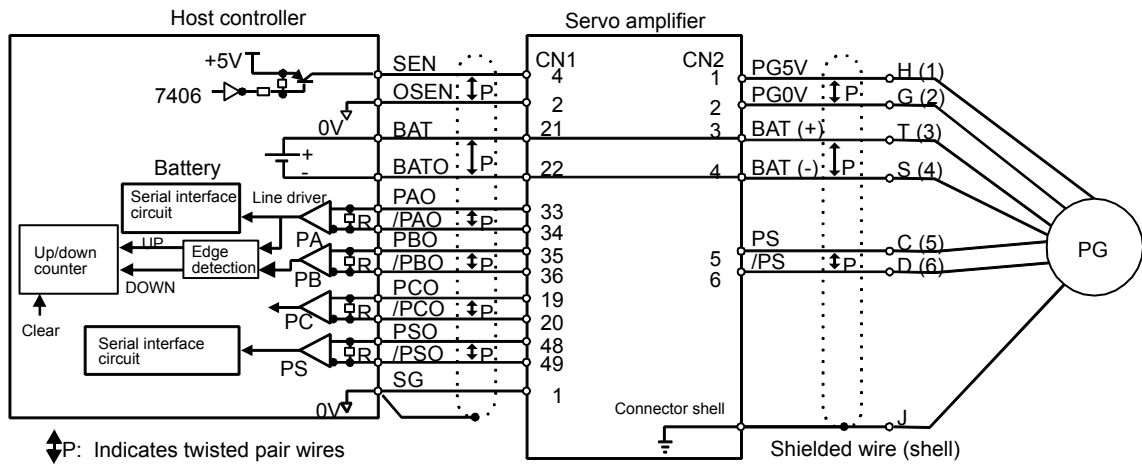 Host controller
Servo amplifier
+5V
7406
0V
SEN
OSEN
P
CN1
4
2
CN2
1
2
PG5V
PG0V
P
H (1)
G (2)
+
-
Battery
BAT
BATO
P
21
22
3
4
BAT (+)
BAT (-)
P
T (3)
S (4)
Serial interface
circuit
Line driver
PA
R
PAO
/PAO
P
33
34
Up/down
counter
UP
DOWN
Edge
detection
PB
R
PBO
/PBO
P
35
36
5
6
PS
/PS
P
C (5)
D (6)
PG
Clear
PC
R
PCO
/PCO
P
19
20
Serial interface
circuit
PS
R
PSO
/PSO
P
48
49
0V
SG
1
Connector shell
J
Shielded wire (shell)
P: Indicates twisted pair wires